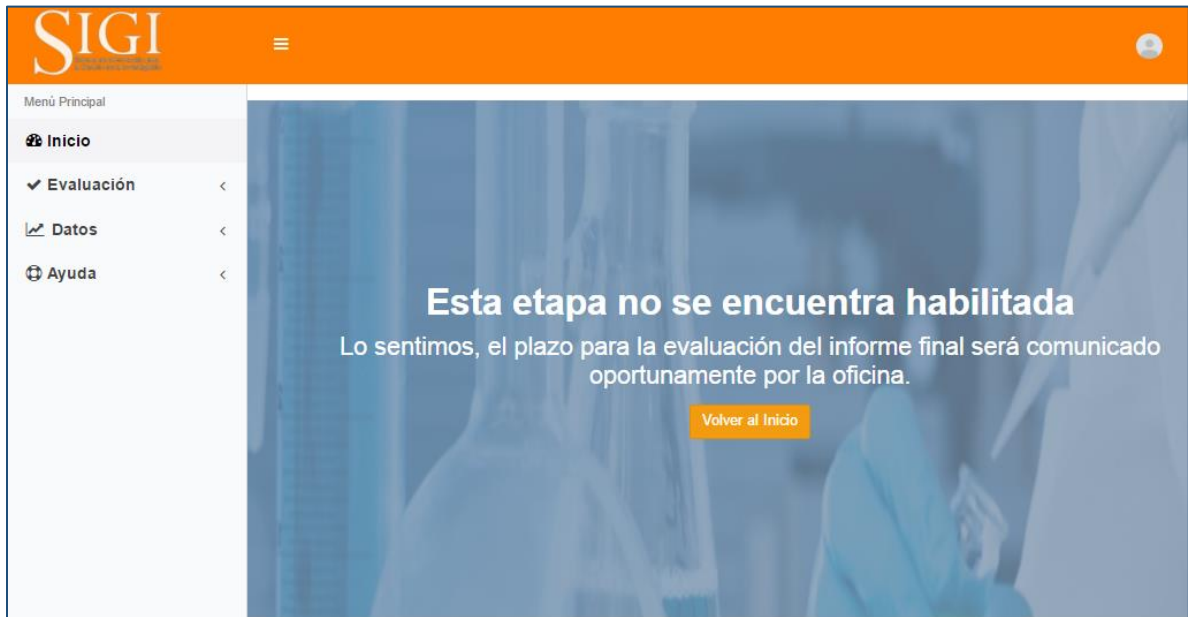 SIGI
Menú Principal
Inicio
Evaluación
Datos
Ayuda
Esta etapa no se encuentra habilitada
Lo sentimos, el plazo para la evaluación del informe final será comunicado
oportunamente por la oficina.
Volver al Inicio